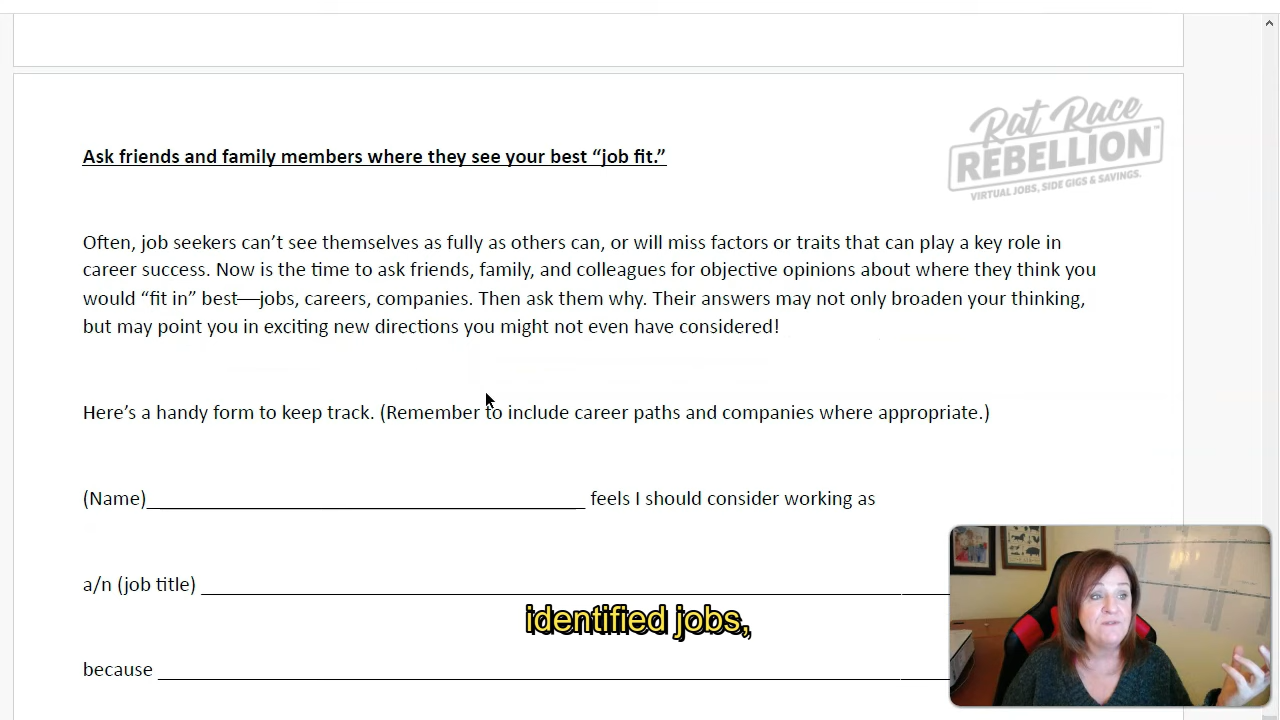 Rat Race
REBELLION™
VIRTUAL JOBS, SIDE GIGS & SAVINGS.
Ask friends and family members where they see your best “job fit.”
Often, job seekers can’t see themselves as fully as others can, or will miss factors or traits that can play a key role in
career success. Now is the time to ask friends, family, and colleagues for objective opinions about where they think you
would “fit in” best—jobs, careers, companies. Then ask them why. Their answers may not only broaden your thinking,
but may point you in exciting new directions you might not even have considered!
Here’s a handy form to keep track. (Remember to include career paths and companies where appropriate.)
(Name)__________________________________________ feels I should consider working as
a/n (job title) ______________________________________________________________________
identified jobs,
because __________________________________________________________________________